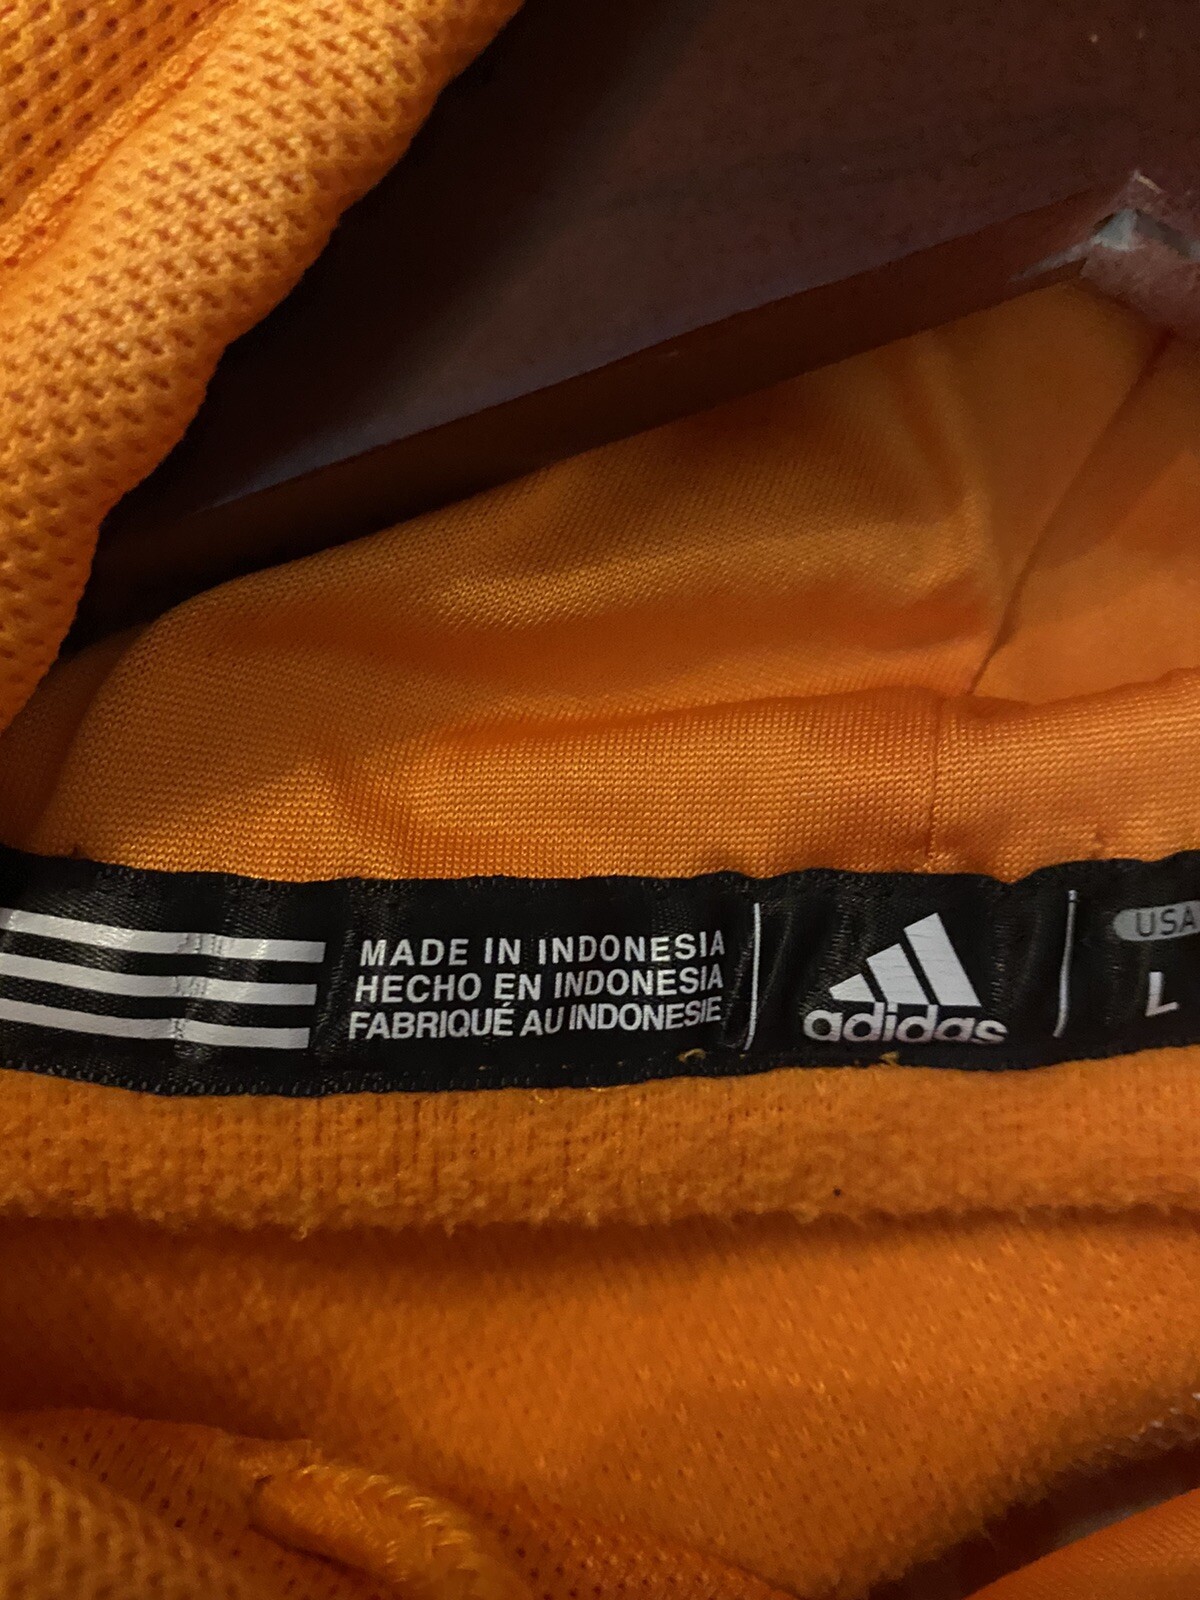 MADE IN INDONESIA
HECHO EN INDONESIA
FABRIQUÉ AU INDONESIE
adidas
USA
L